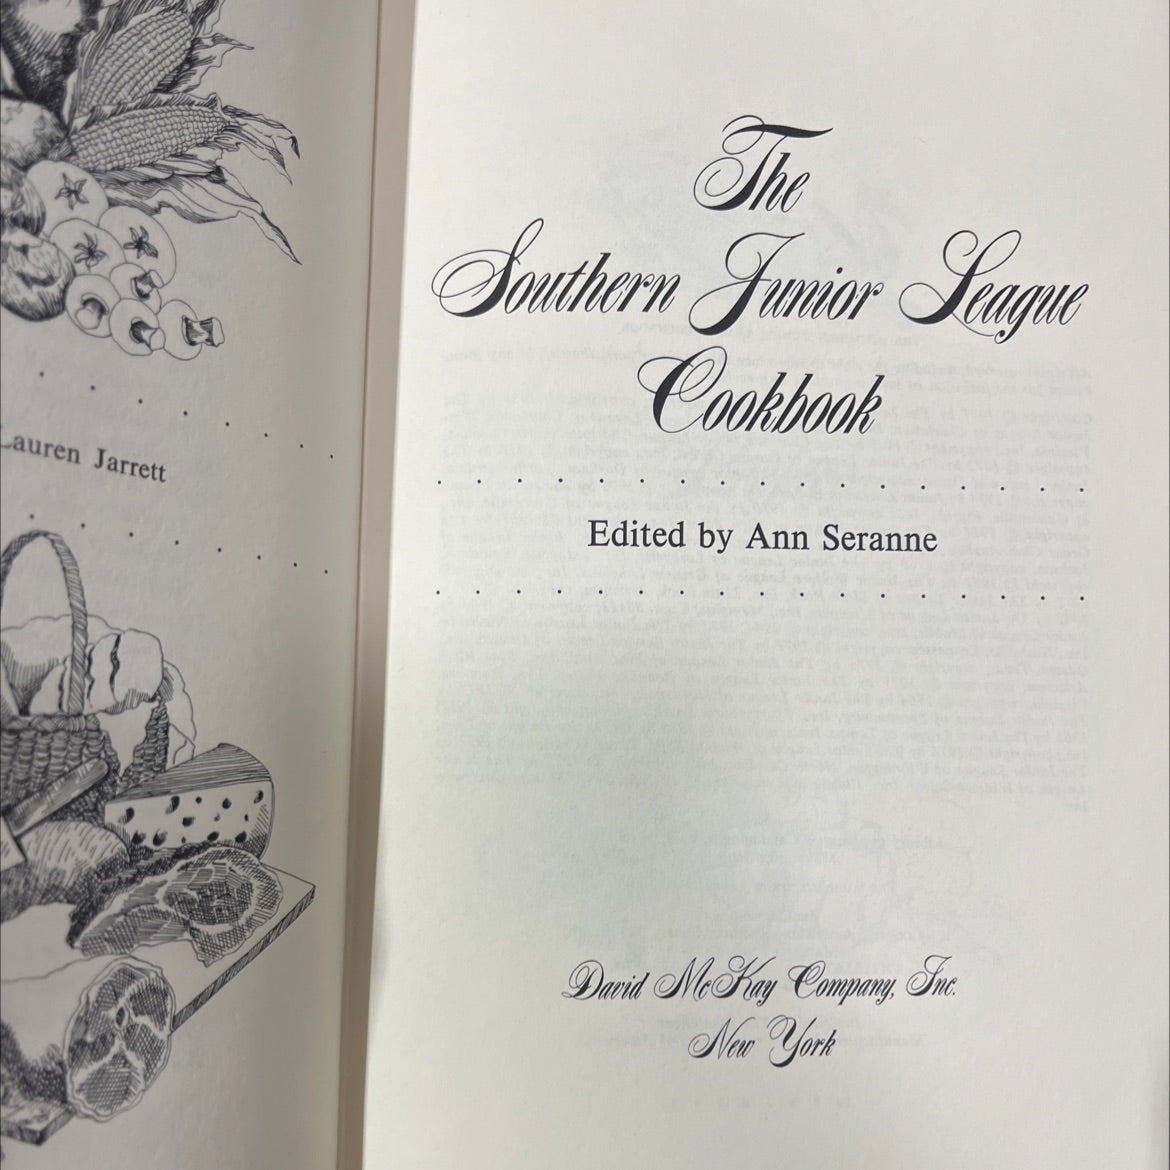 Lauren Jarrett
The
Southern Junior League
Cookbook
Edited by Ann Seranne
David McKay Company, Inc.
New York